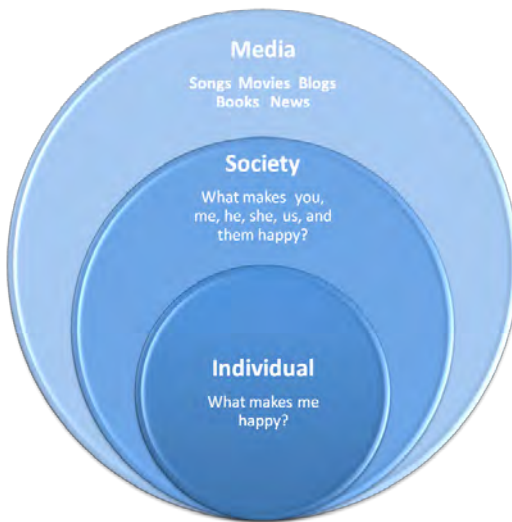 Media
Songs Movies Blogs
Books News
Society
What makes you,
me, he, she, us, and
them happy?
Individual
What makes me
happy?